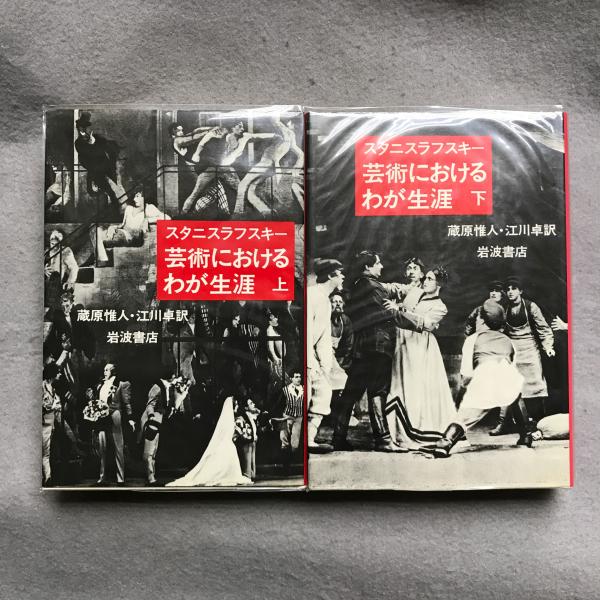 スタニスラフスキー
芸術における
わが生涯 上
蔵原惟人・江川卓訳
岩波書店
スタニスラフスキー
芸術における
わが生涯 下
蔵原惟人・江川卓訳
岩波書店